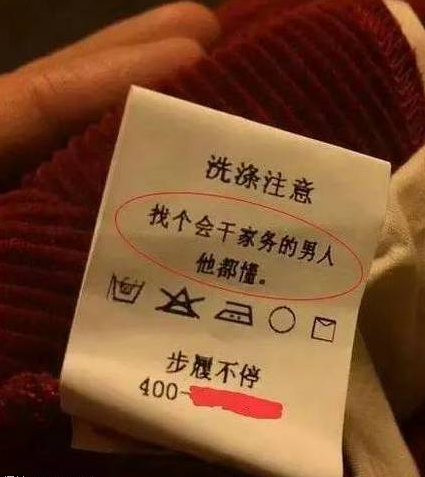 洗涤注意
找个会干家务的男人
他都懂。
步履不停
400-